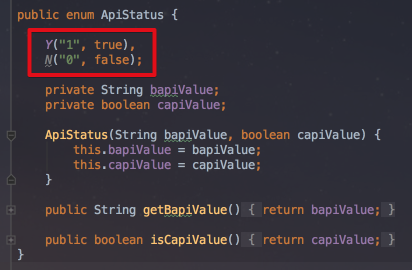 public enum ApiStatus {
Y("1", true),
N("0", false);
private String bapiValue;
private boolean capiValue;
ApiStatus(String bapiValue, boolean capiValue) {
this.bapiValue = bapiValue;
this.capiValue = capiValue;
}
public String getBapiValue() { return bapiValue; }
public boolean isCapiValue() { return capiValue; }
}